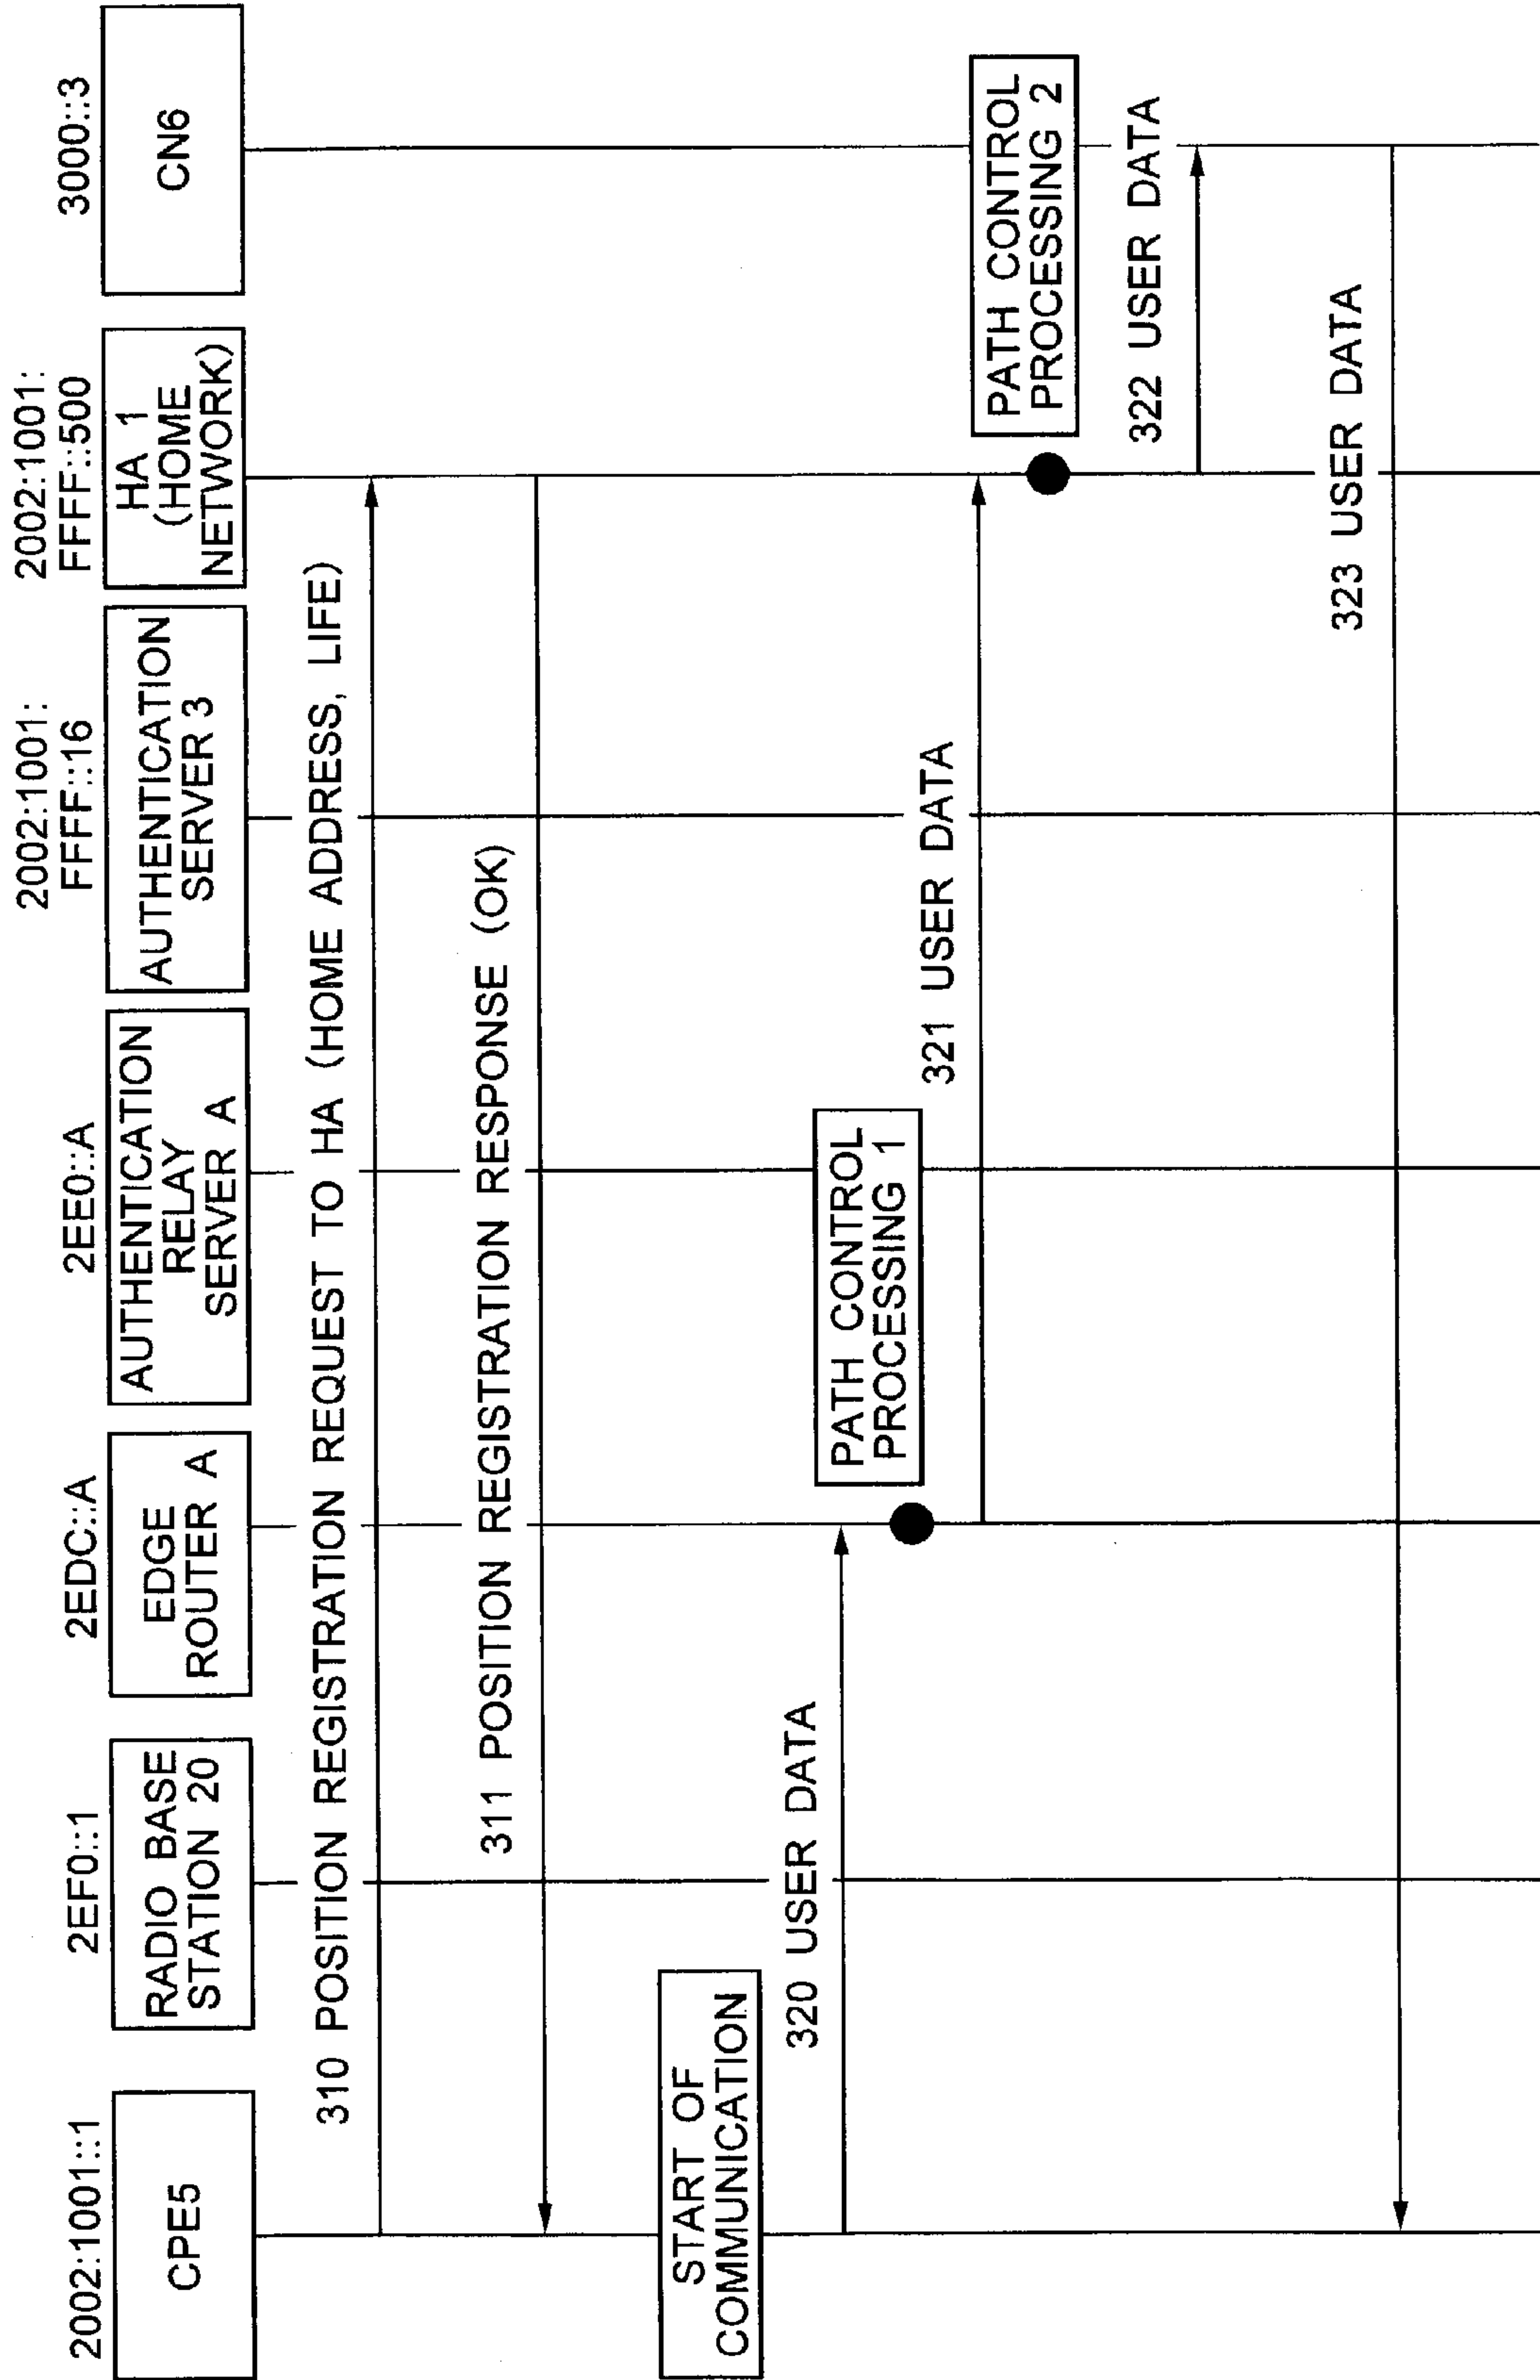 2002:1001::1
CPE5
2EF0::1
RADIO BASE
STATION 20
2EDC::A
EDGE
ROUTER A
2EE0::A
AUTHENTICATION
RELAY
SERVER A
2002:1001:
FFFF::16
AUTHENTICATION
SERVER 3
2002:1001:
FFFF::500
HA 1
(HOME
NETWORK)
3000::3
CN6
310 POSITION REGISTRATION REQUEST TO HA (HOME ADDRESS, LIFE)
311 POSITION REGISTRATION RESPONSE (OK)
START OF
COMMUNICATION
320 USER DATA
PATH CONTROL
PROCESSING 1
321 USER DATA
PATH CONTROL
PROCESSING 2
322 USER DATA
323 USER DATA